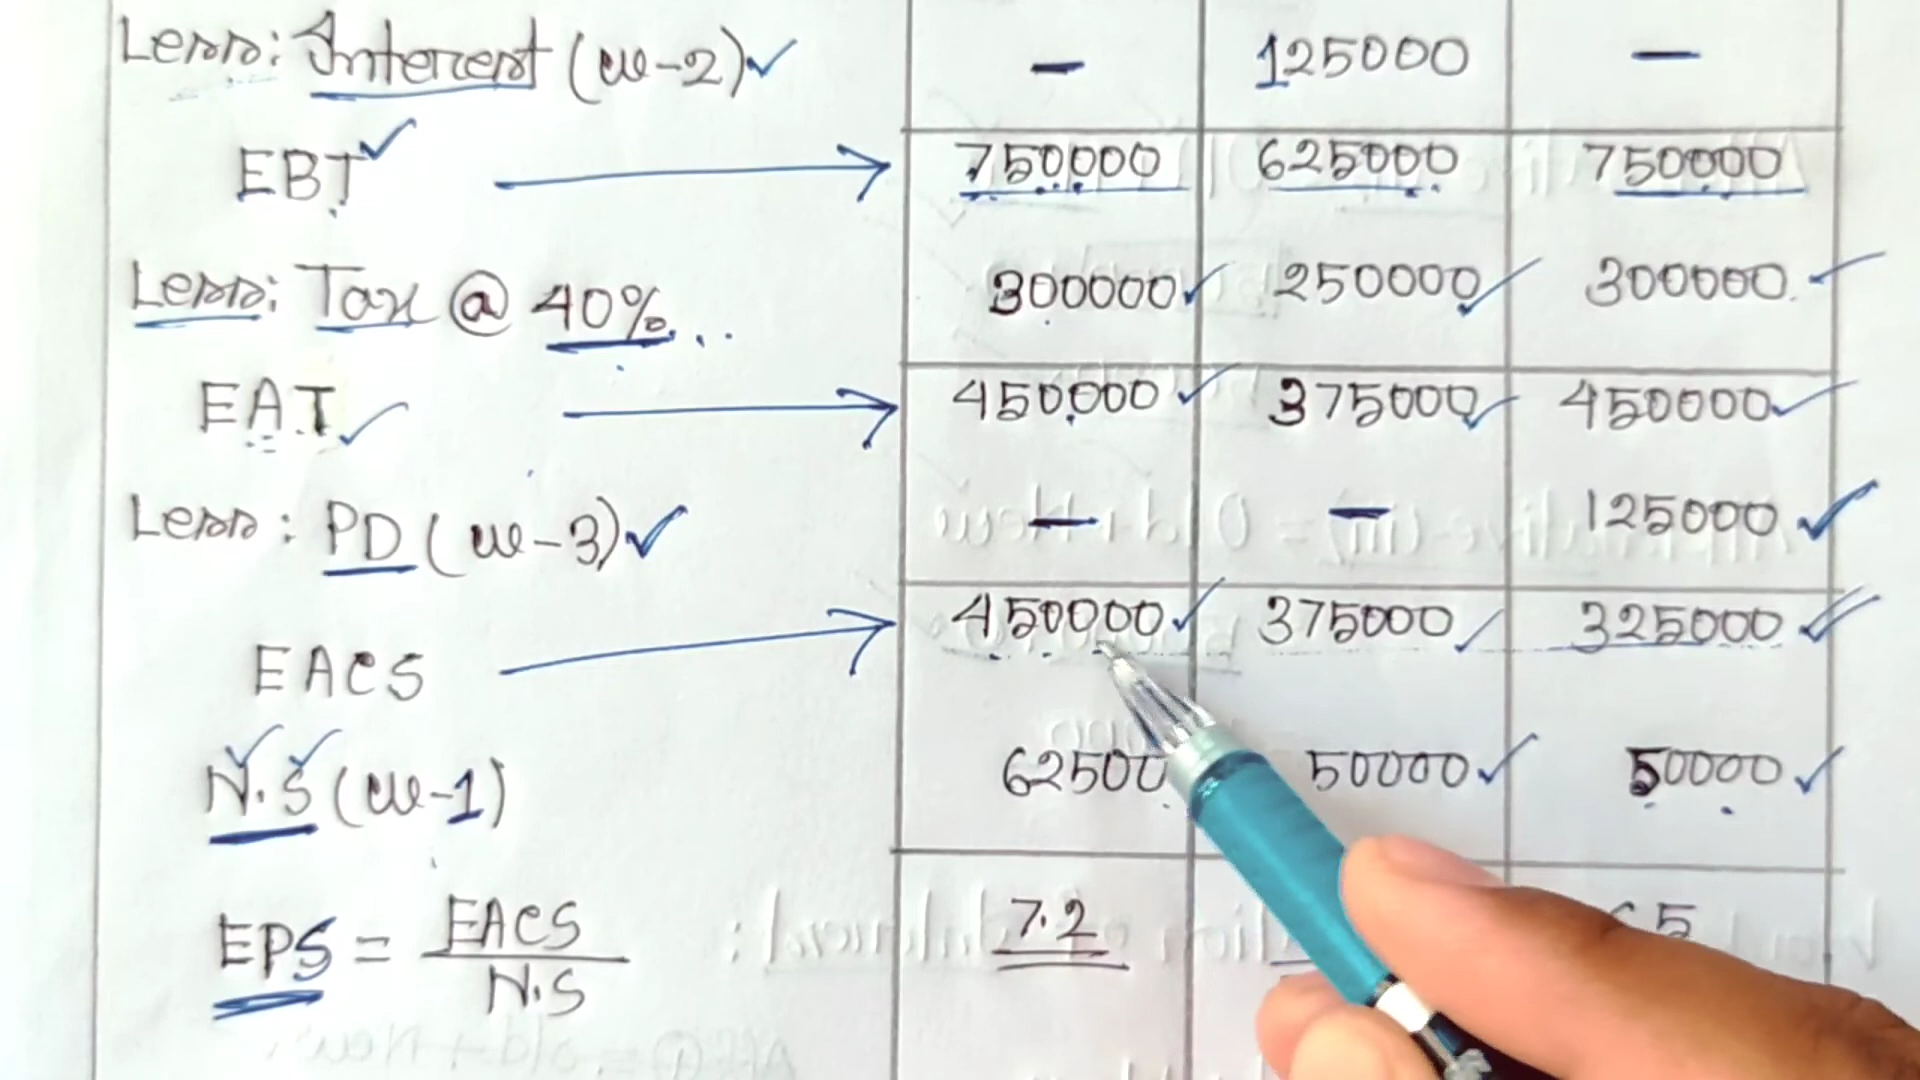 Less: Interest (w-2)✓ — 125000 —
EBT✓ → 750000 625000 750000
Less: Tax @ 40% 300000✓ 250000✓ 300000✓
EAT✓ → 450000✓ 375000✓ 450000✓
Less: PD (w-3)✓ — — 125000✓
EACS → 450000✓ 375000✓ 325000✓
N.S (w-1) 62500 50000✓ 50000✓
EPS = EACS / N.S 7.2